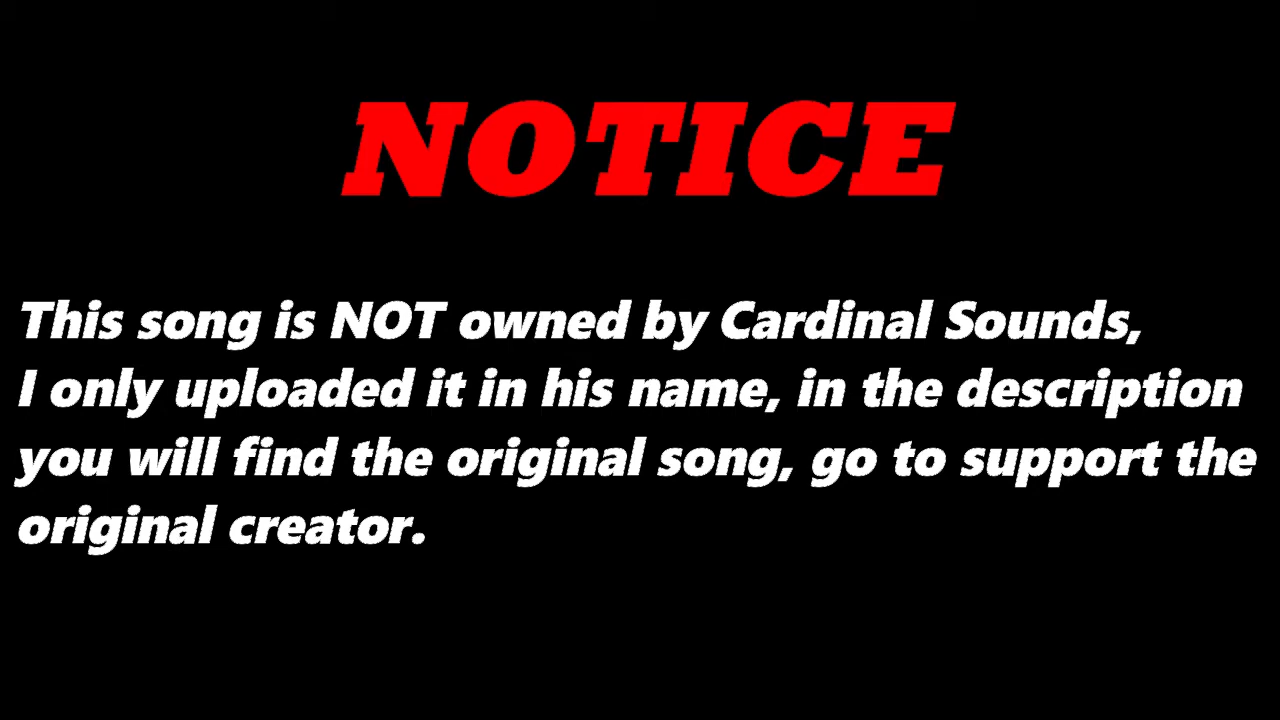 NOTICE
This song is NOT owned by Cardinal Sounds,
I only uploaded it in his name, in the description
you will find the original song, go to support the
original creator.